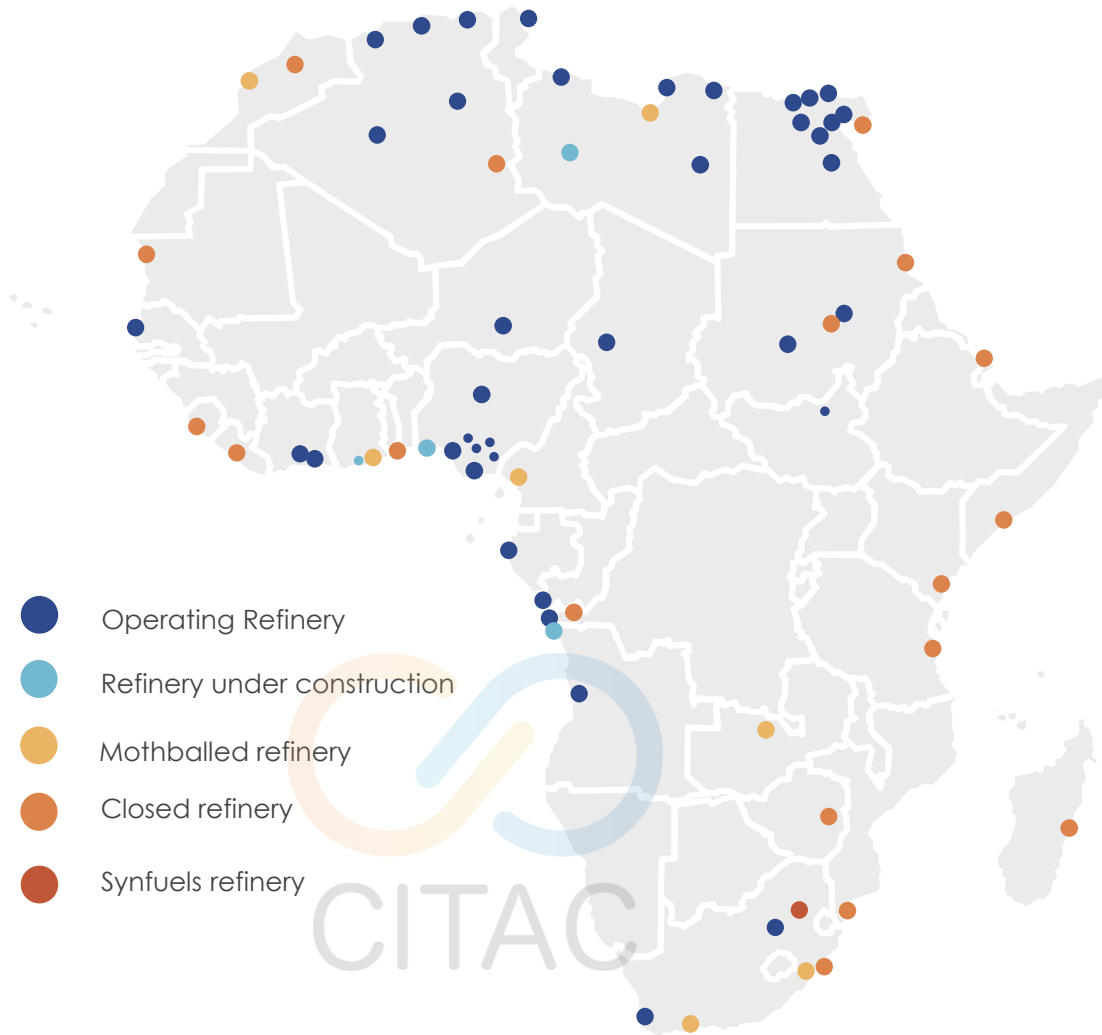 Operating Refinery
Refinery under construction
Mothballed refinery
Closed refinery
Synfuels refinery
CITAC